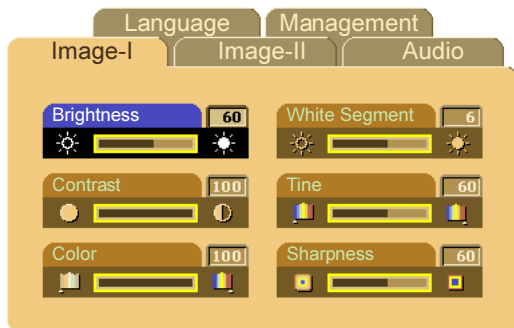 Language Management
Image-I Image-II Audio
Brightness 60 White Segment 6
Contrast 100 Tine 60
Color 100 Sharpness 60